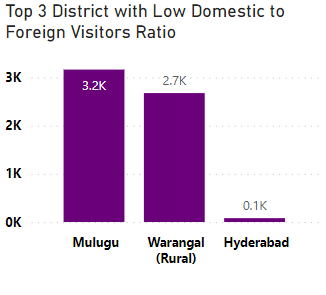 Top 3 District with Low Domestic to
Foreign Visitors Ratio
3K
3.2K
2.7K
2K
1K
0.1K
0K
Mulugu
Warangal
(Rural)
Hyderabad